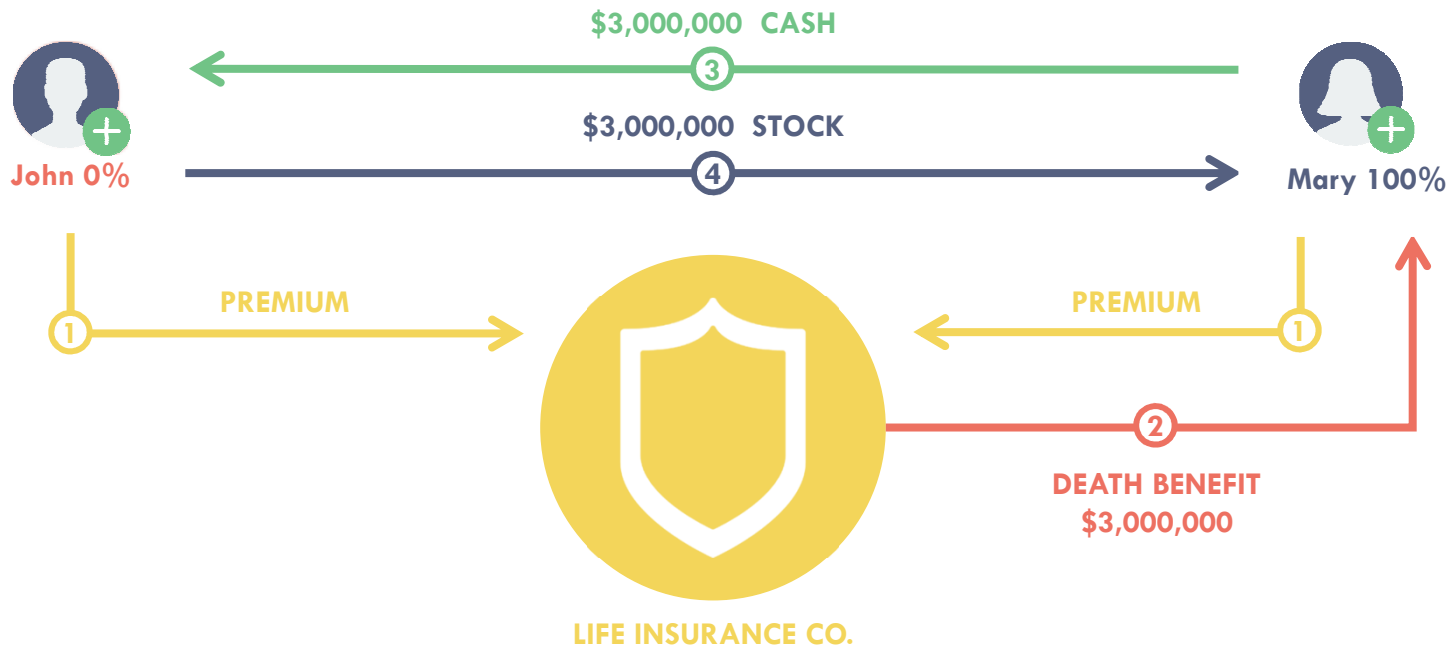 $3,000,000 CASH
3
$3,000,000 STOCK
4
John 0%
Mary 100%
PREMIUM
1
PREMIUM
1
2
DEATH BENEFIT
$3,000,000
LIFE INSURANCE CO.